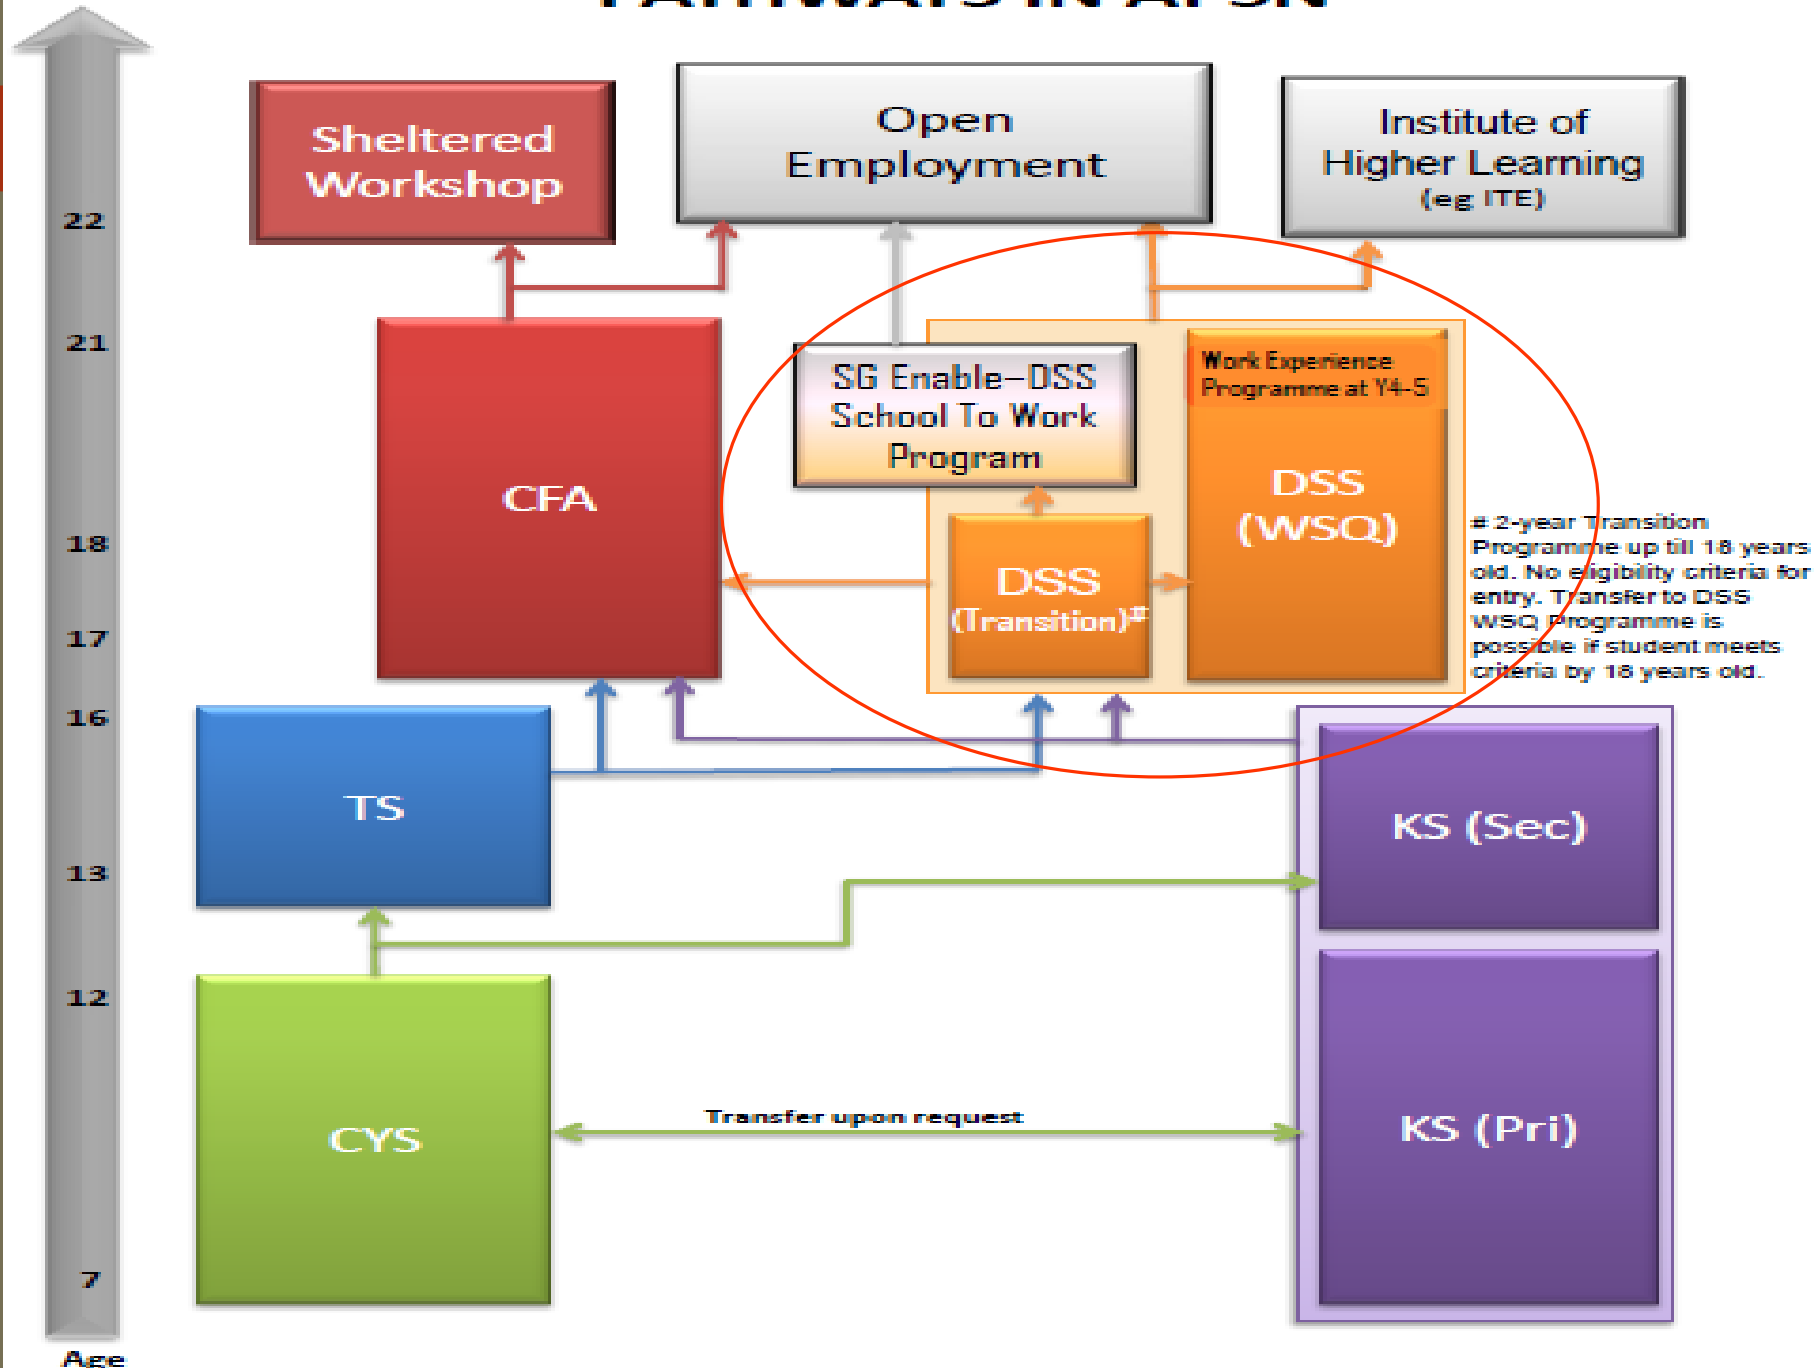 PATHWAYS IN APSN
Sheltered
Workshop
Open
Employment
Institute of
Higher Learning
(eg ITE)
22
21
18
17
16
13
12
7
Age
CFA
SG Enable-DSS
School To Work
Program
Work Experience
Programme at Y4-5
DSS
(WSQ)
DSS
(Transition)#
# 2-year Transition
Programme up till 18 years
old. No eligibility criteria for
entry. Transfer to DSS
WSQ Programme is
possible if student meets
criteria by 18 years old.
TS
KS (Sec)
CYS
Transfer upon request
KS (Pri)